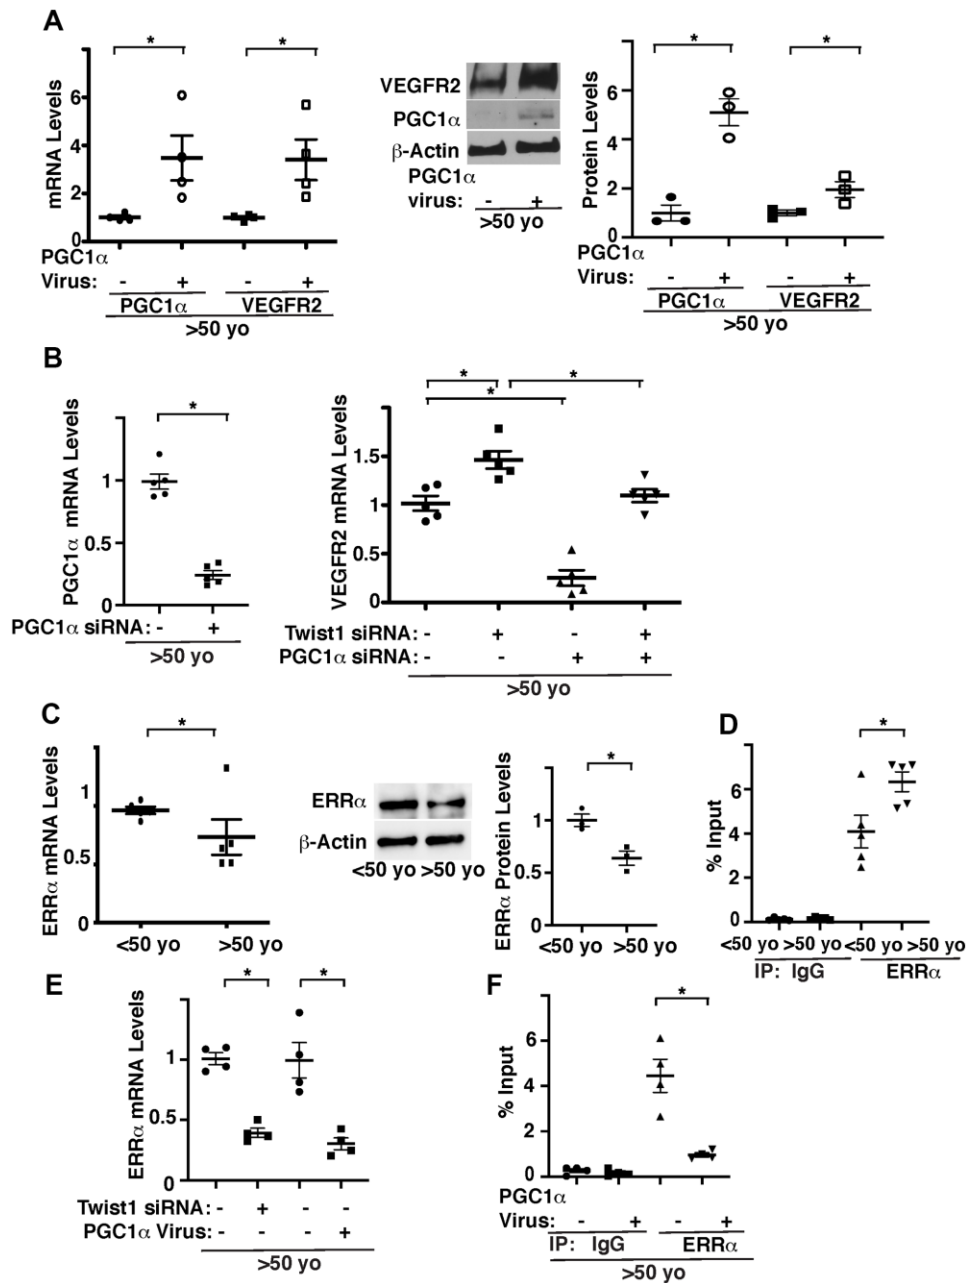 A
mRNA Levels
8
6
4
2
0
*
*
PGC1α
Virus: - + - +
PGC1α VEGFR2
>50 yo
VEGFR2
PGC1α
β-Actin
PGC1α
virus: - +
>50 yo
Protein Levels
8
6
4
2
0
*
*
PGC1α
Virus: - + - +
PGC1α VEGFR2
>50 yo
B
PGC1α mRNA Levels
1
0.5
0
*
PGC1α siRNA: - +
>50 yo
VEGFR2 mRNA Levels
1.5
1
0.5
0
*
*
*
Twist1 siRNA: - + - +
PGC1α siRNA: - - + +
>50 yo
C
ERRα mRNA Levels
1
0.5
0
*
<50 yo >50 yo
ERRα
β-Actin
<50 yo >50 yo
ERRα Protein Levels
1
0.5
0
*
<50 yo >50 yo
D
% Input
8
6
4
2
0
*
<50 yo >50 yo <50 yo >50 yo
IP: IgG ERRα
E
ERRα mRNA Levels
1
0.5
0
*
*
Twist1 siRNA: - + - -
PGC1α Virus: - - - +
>50 yo
F
% Input
8
6
4
2
0
*
PGC1α
Virus: - + - +
IP: IgG ERRα
>50 yo